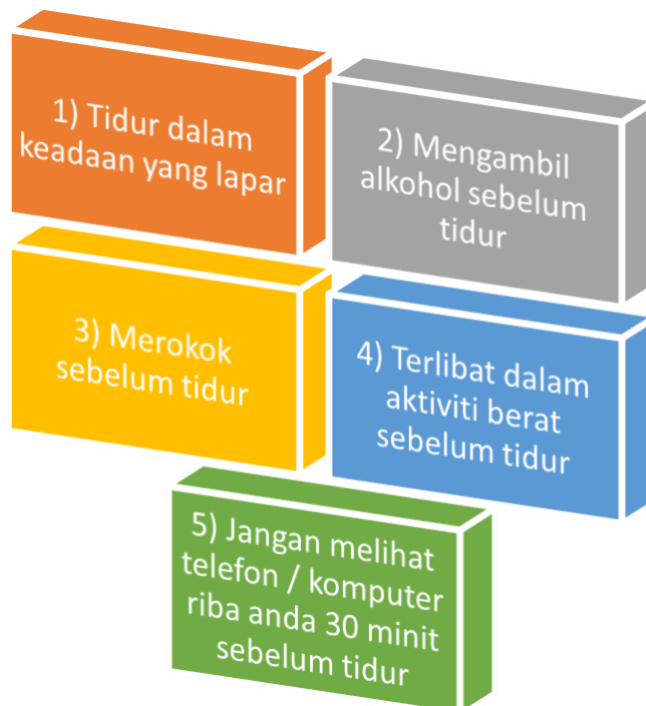 1) Tidur dalam
keadaan yang lapar
2) Mengambil
alkohol sebelum
tidur
3) Merokok
sebelum tidur
4) Terlibat dalam
aktiviti berat
sebelum tidur
5) Jangan melihat
telefon / komputer
riba anda 30 minit
sebelum tidur